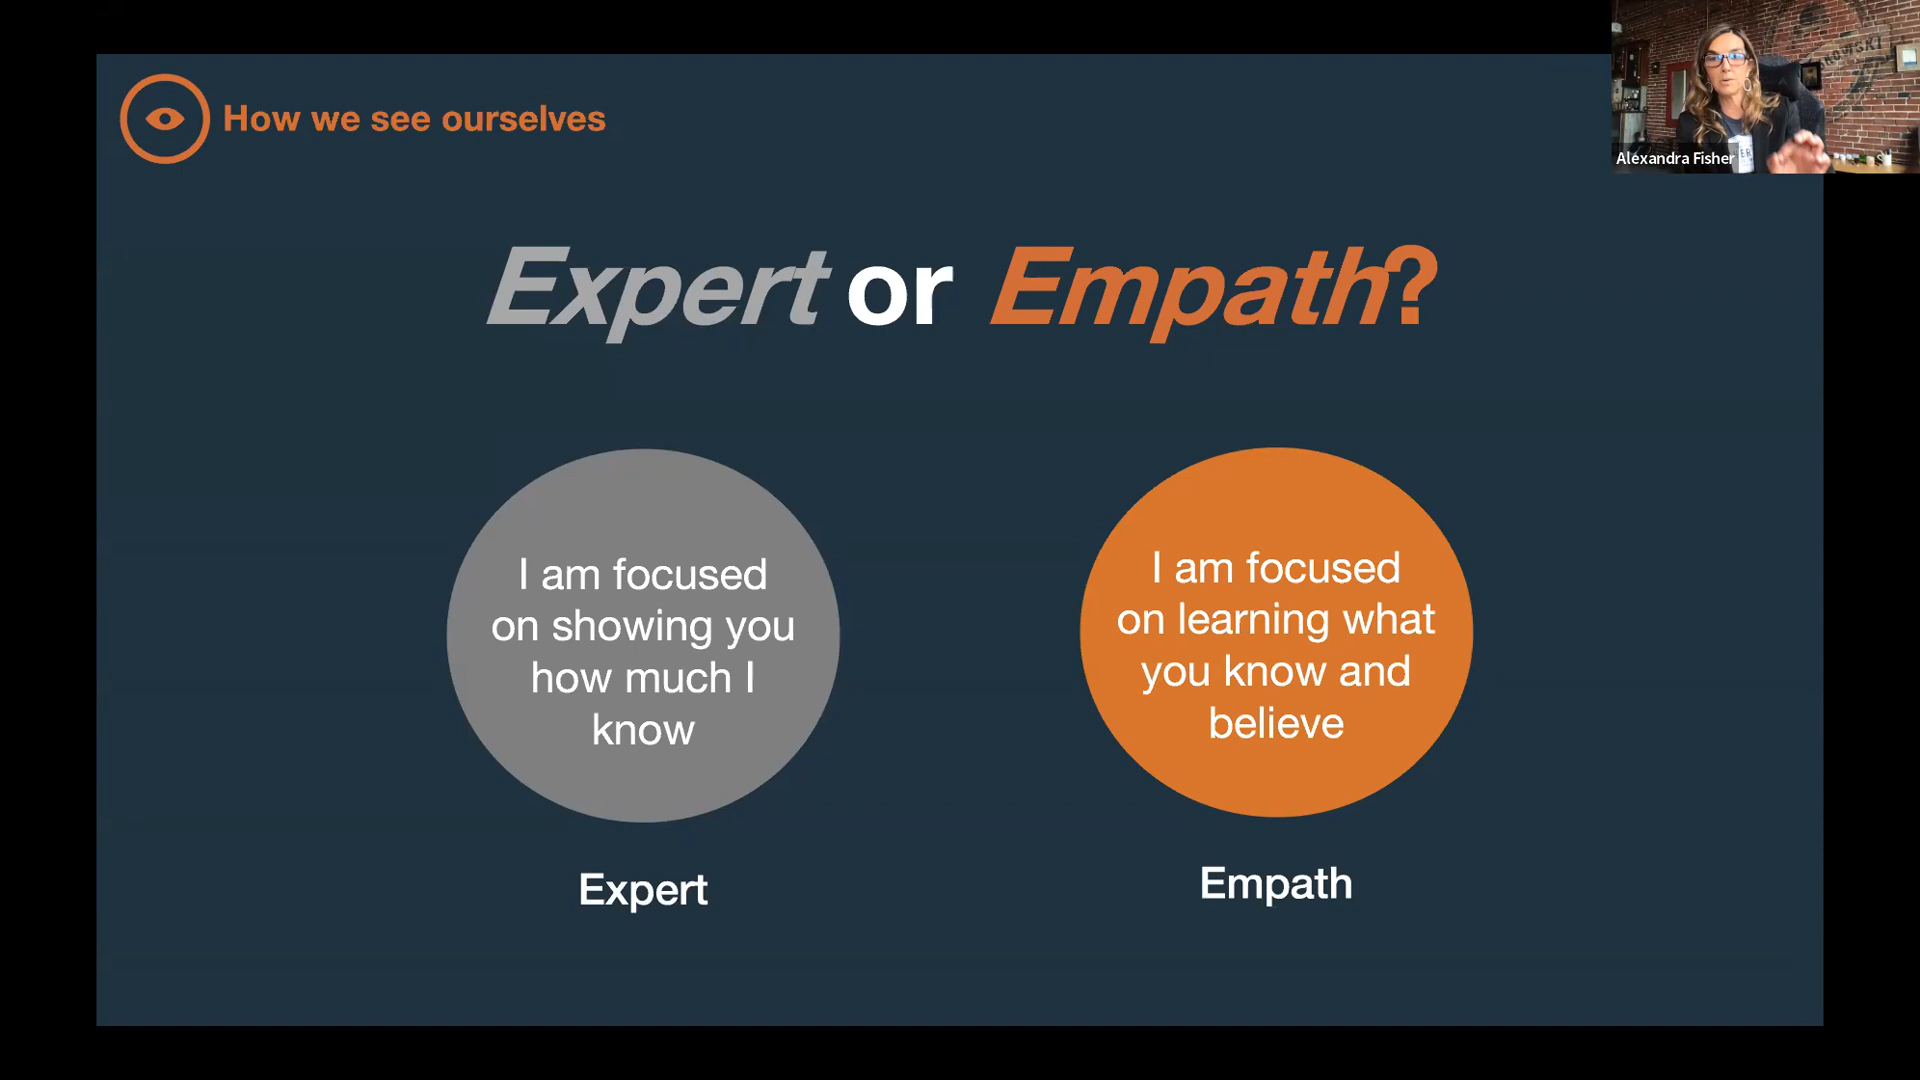 How we see ourselves
Alexandra Fisher
Expert or Empath?
I am focused
on showing you
how much I
know
I am focused
on learning what
you know and
believe
Expert
Empath